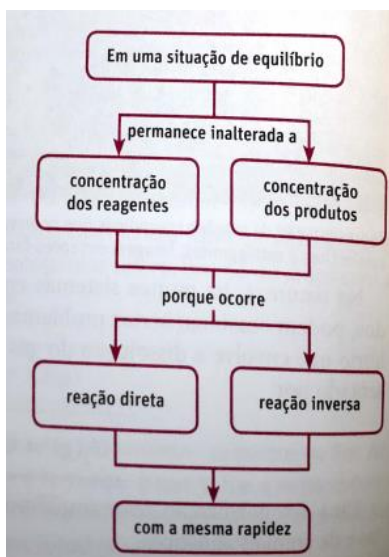 Em uma situação de equilíbrio
permanece inalterada a
concentração
dos reagentes
concentração
dos produtos
porque ocorre
reação direta
reação inversa
com a mesma rapidez